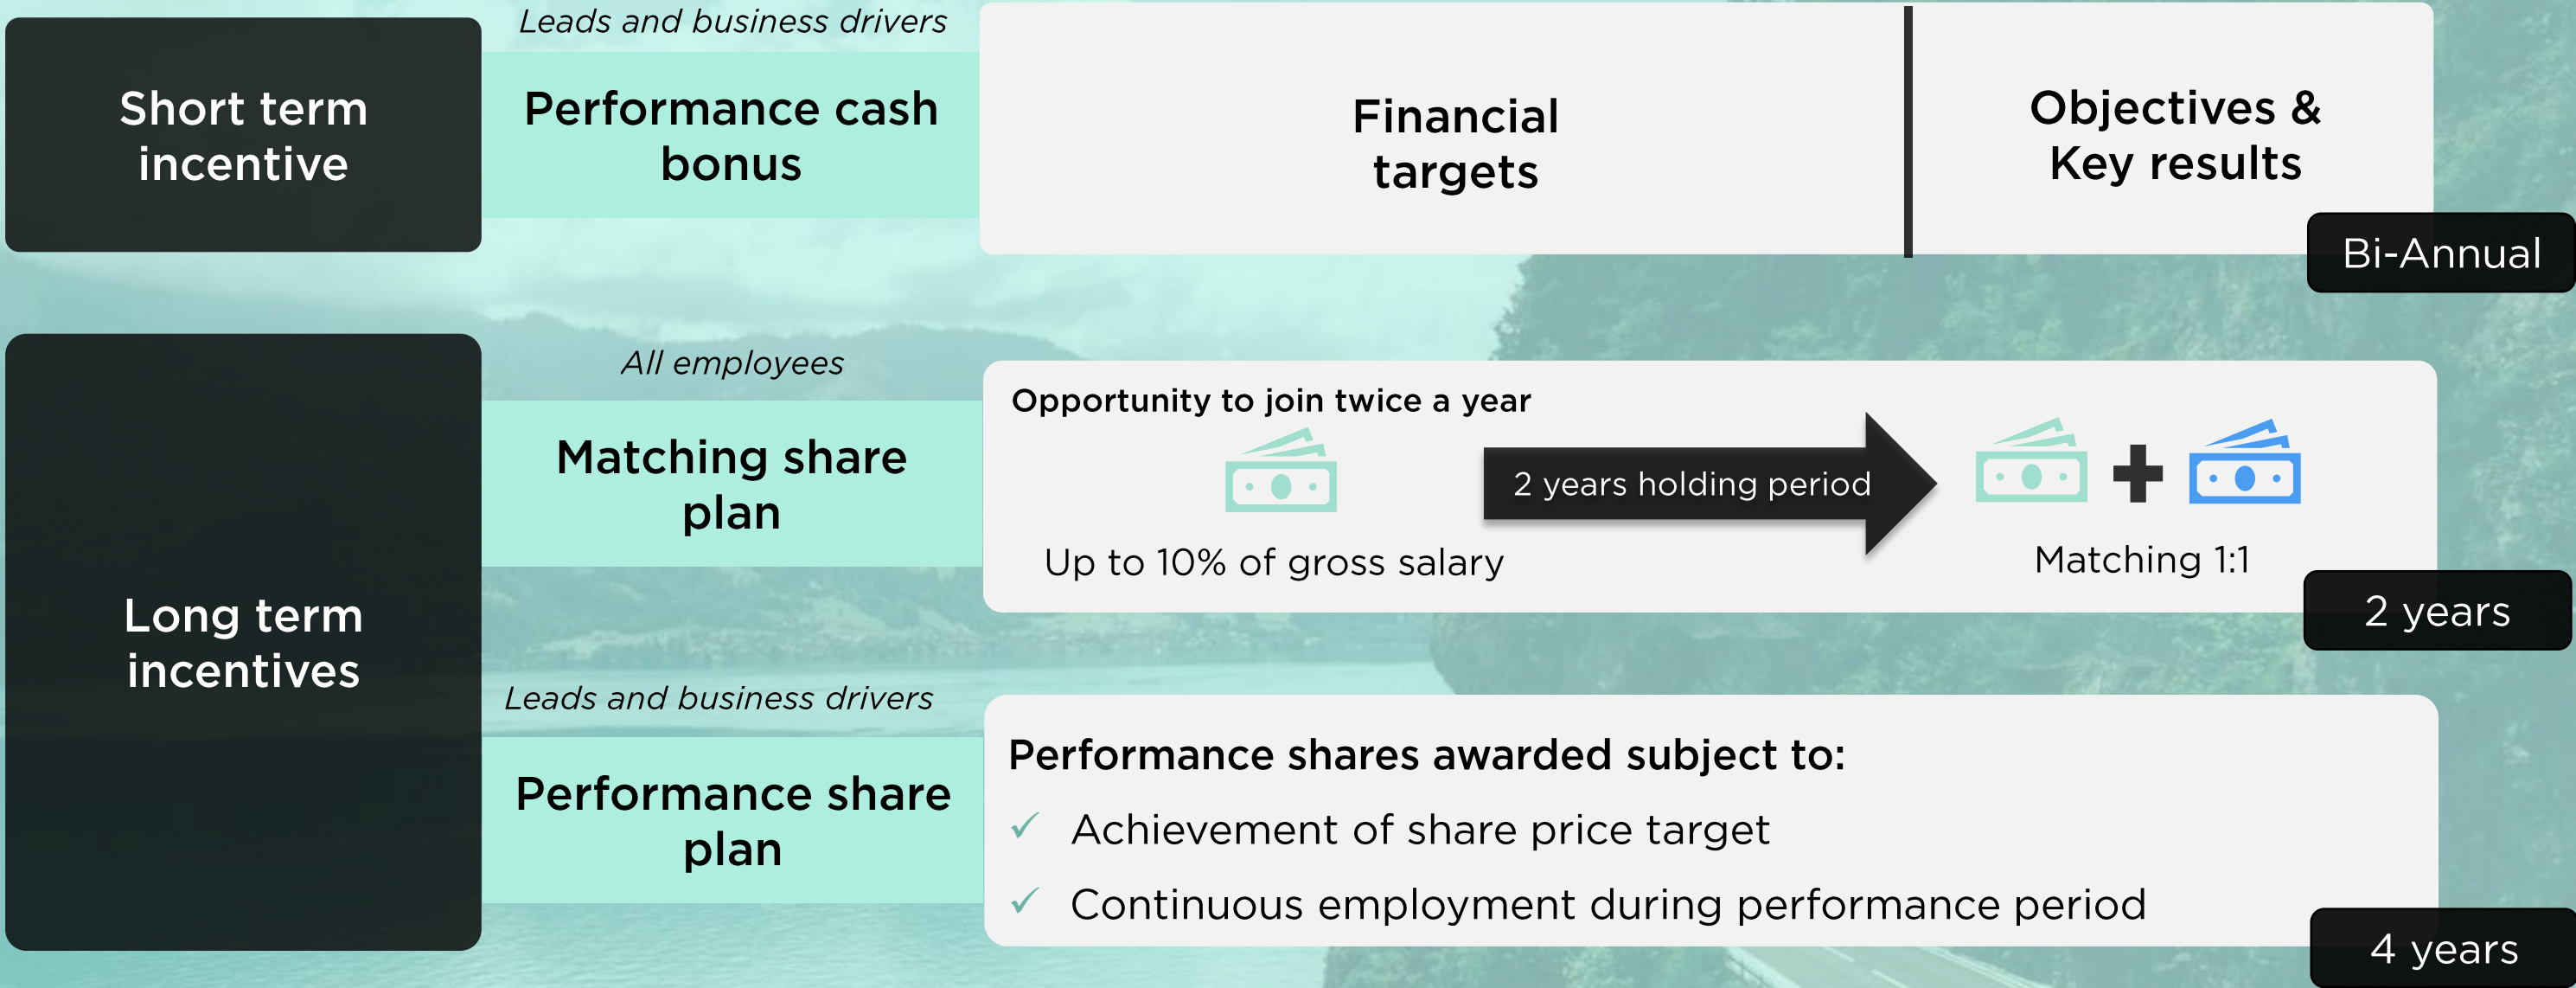 Short term
incentive
Leads and business drivers
Performance cash
bonus
Financial
targets
Objectives &
Key results
Bi-Annual
Long term
incentives
All employees
Matching share
plan
Opportunity to join twice a year
Up to 10% of gross salary
2 years holding period
Matching 1:1
2 years
Leads and business drivers
Performance share
plan
Performance shares awarded subject to:
✓ Achievement of share price target
✓ Continuous employment during performance period
4 years